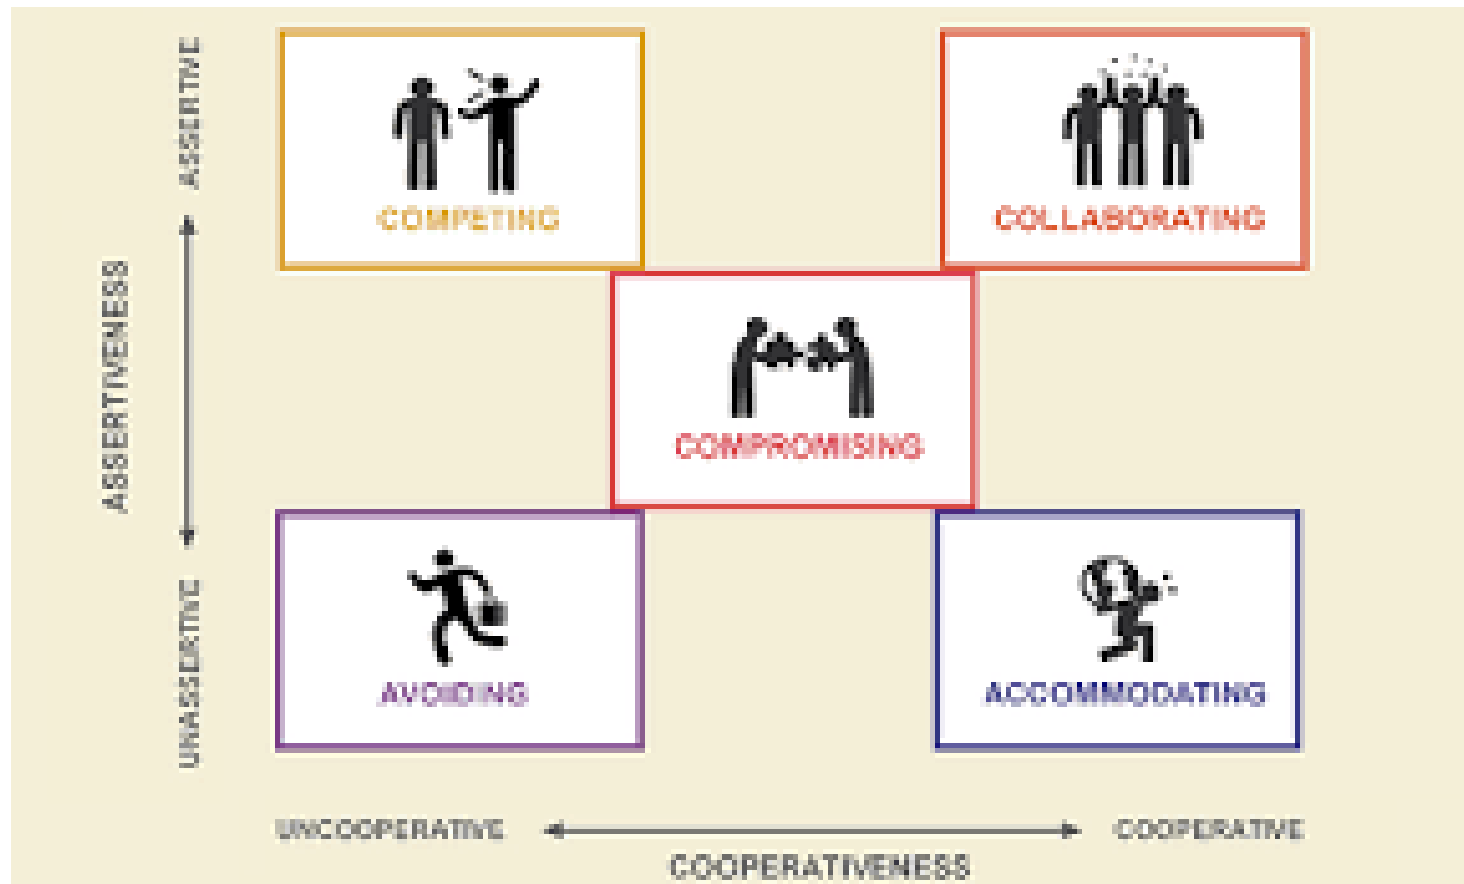 ASSERTIVE
COMPETING
COLLABORATING
ASSERTIVENESS
COMPROMISING
UNASSERTIVE
AVOIDING
ACCOMMODATING
UNCOOPERATIVE
COOPERATIVE
COOPERATIVENESS